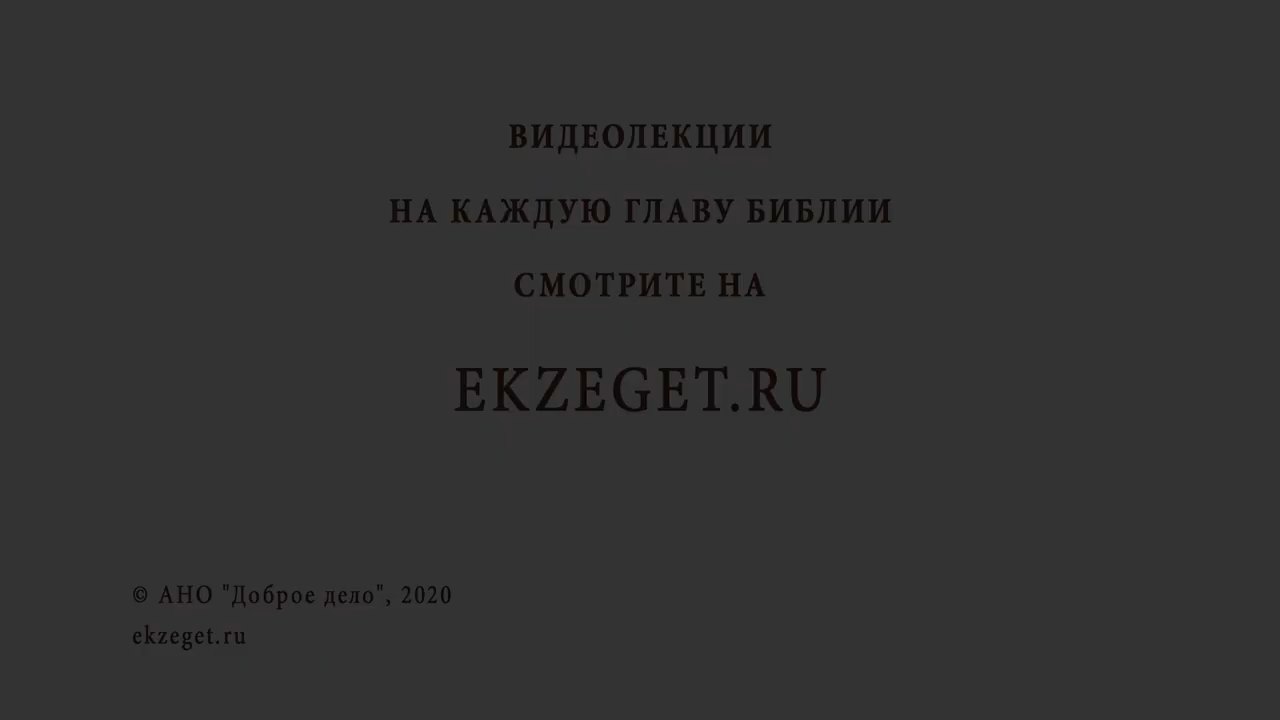 ВИДЕОЛЕКЦИИ
НА КАЖДУЮ ГЛАВУ БИБЛИИ
СМОТРИТЕ НА
EKZEGET.RU
© АНО "Доброе дело", 2020
ekzeget.ru